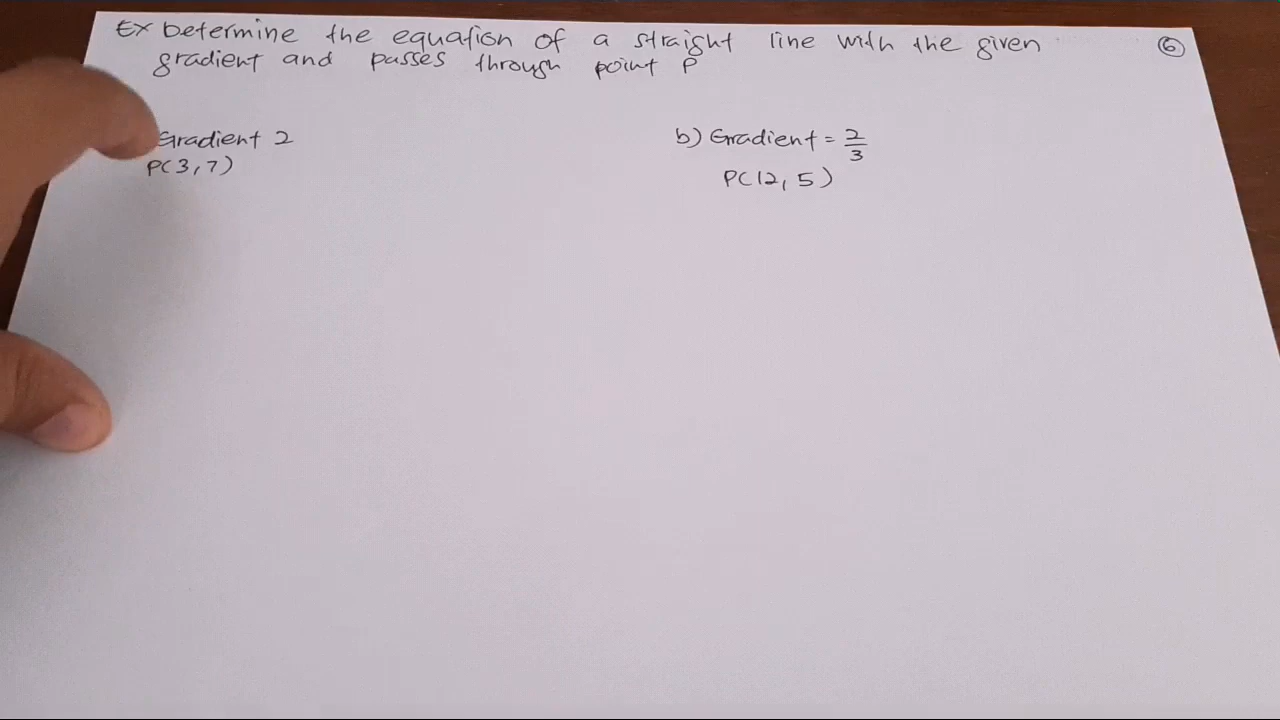 Ex Determine the equation of a straight line with the given
gradient and passes through point P
⑥
Gradient 2
P(3,7)
b) Gradient = 2/3
P(12, 5)